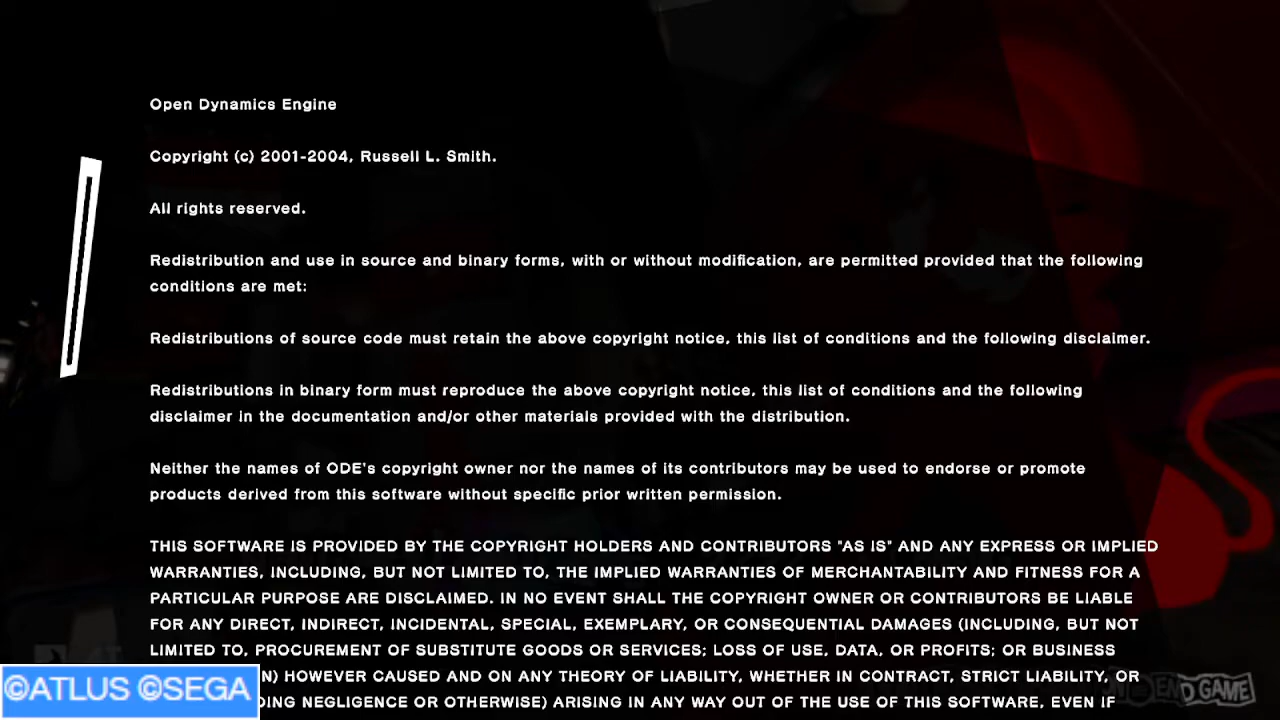 Open Dynamics Engine
Copyright (c) 2001-2004, Russell L. Smith.
All rights reserved.
Redistribution and use in source and binary forms, with or without modification, are permitted provided that the following
conditions are met:
Redistributions of source code must retain the above copyright notice, this list of conditions and the following disclaimer.
Redistributions in binary form must reproduce the above copyright notice, this list of conditions and the following
disclaimer in the documentation and/or other materials provided with the distribution.
Neither the names of ODE's copyright owner nor the names of its contributors may be used to endorse or promote
products derived from this software without specific prior written permission.
THIS SOFTWARE IS PROVIDED BY THE COPYRIGHT HOLDERS AND CONTRIBUTORS "AS IS" AND ANY EXPRESS OR IMPLIED
WARRANTIES, INCLUDING, BUT NOT LIMITED TO, THE IMPLIED WARRANTIES OF MERCHANTABILITY AND FITNESS FOR A
PARTICULAR PURPOSE ARE DISCLAIMED. IN NO EVENT SHALL THE COPYRIGHT OWNER OR CONTRIBUTORS BE LIABLE
FOR ANY DIRECT, INDIRECT, INCIDENTAL, SPECIAL, EXEMPLARY, OR CONSEQUENTIAL DAMAGES (INCLUDING, BUT NOT
LIMITED TO, PROCUREMENT OF SUBSTITUTE GOODS OR SERVICES; LOSS OF USE, DATA, OR PROFITS; OR BUSINESS
N) HOWEVER CAUSED AND ON ANY THEORY OF LIABILITY, WHETHER IN CONTRACT, STRICT LIABILITY, OR
DING NEGLIGENCE OR OTHERWISE) ARISING IN ANY WAY OUT OF THE USE OF THIS SOFTWARE, EVEN IF
©ATLUS ©SEGA
END GAME